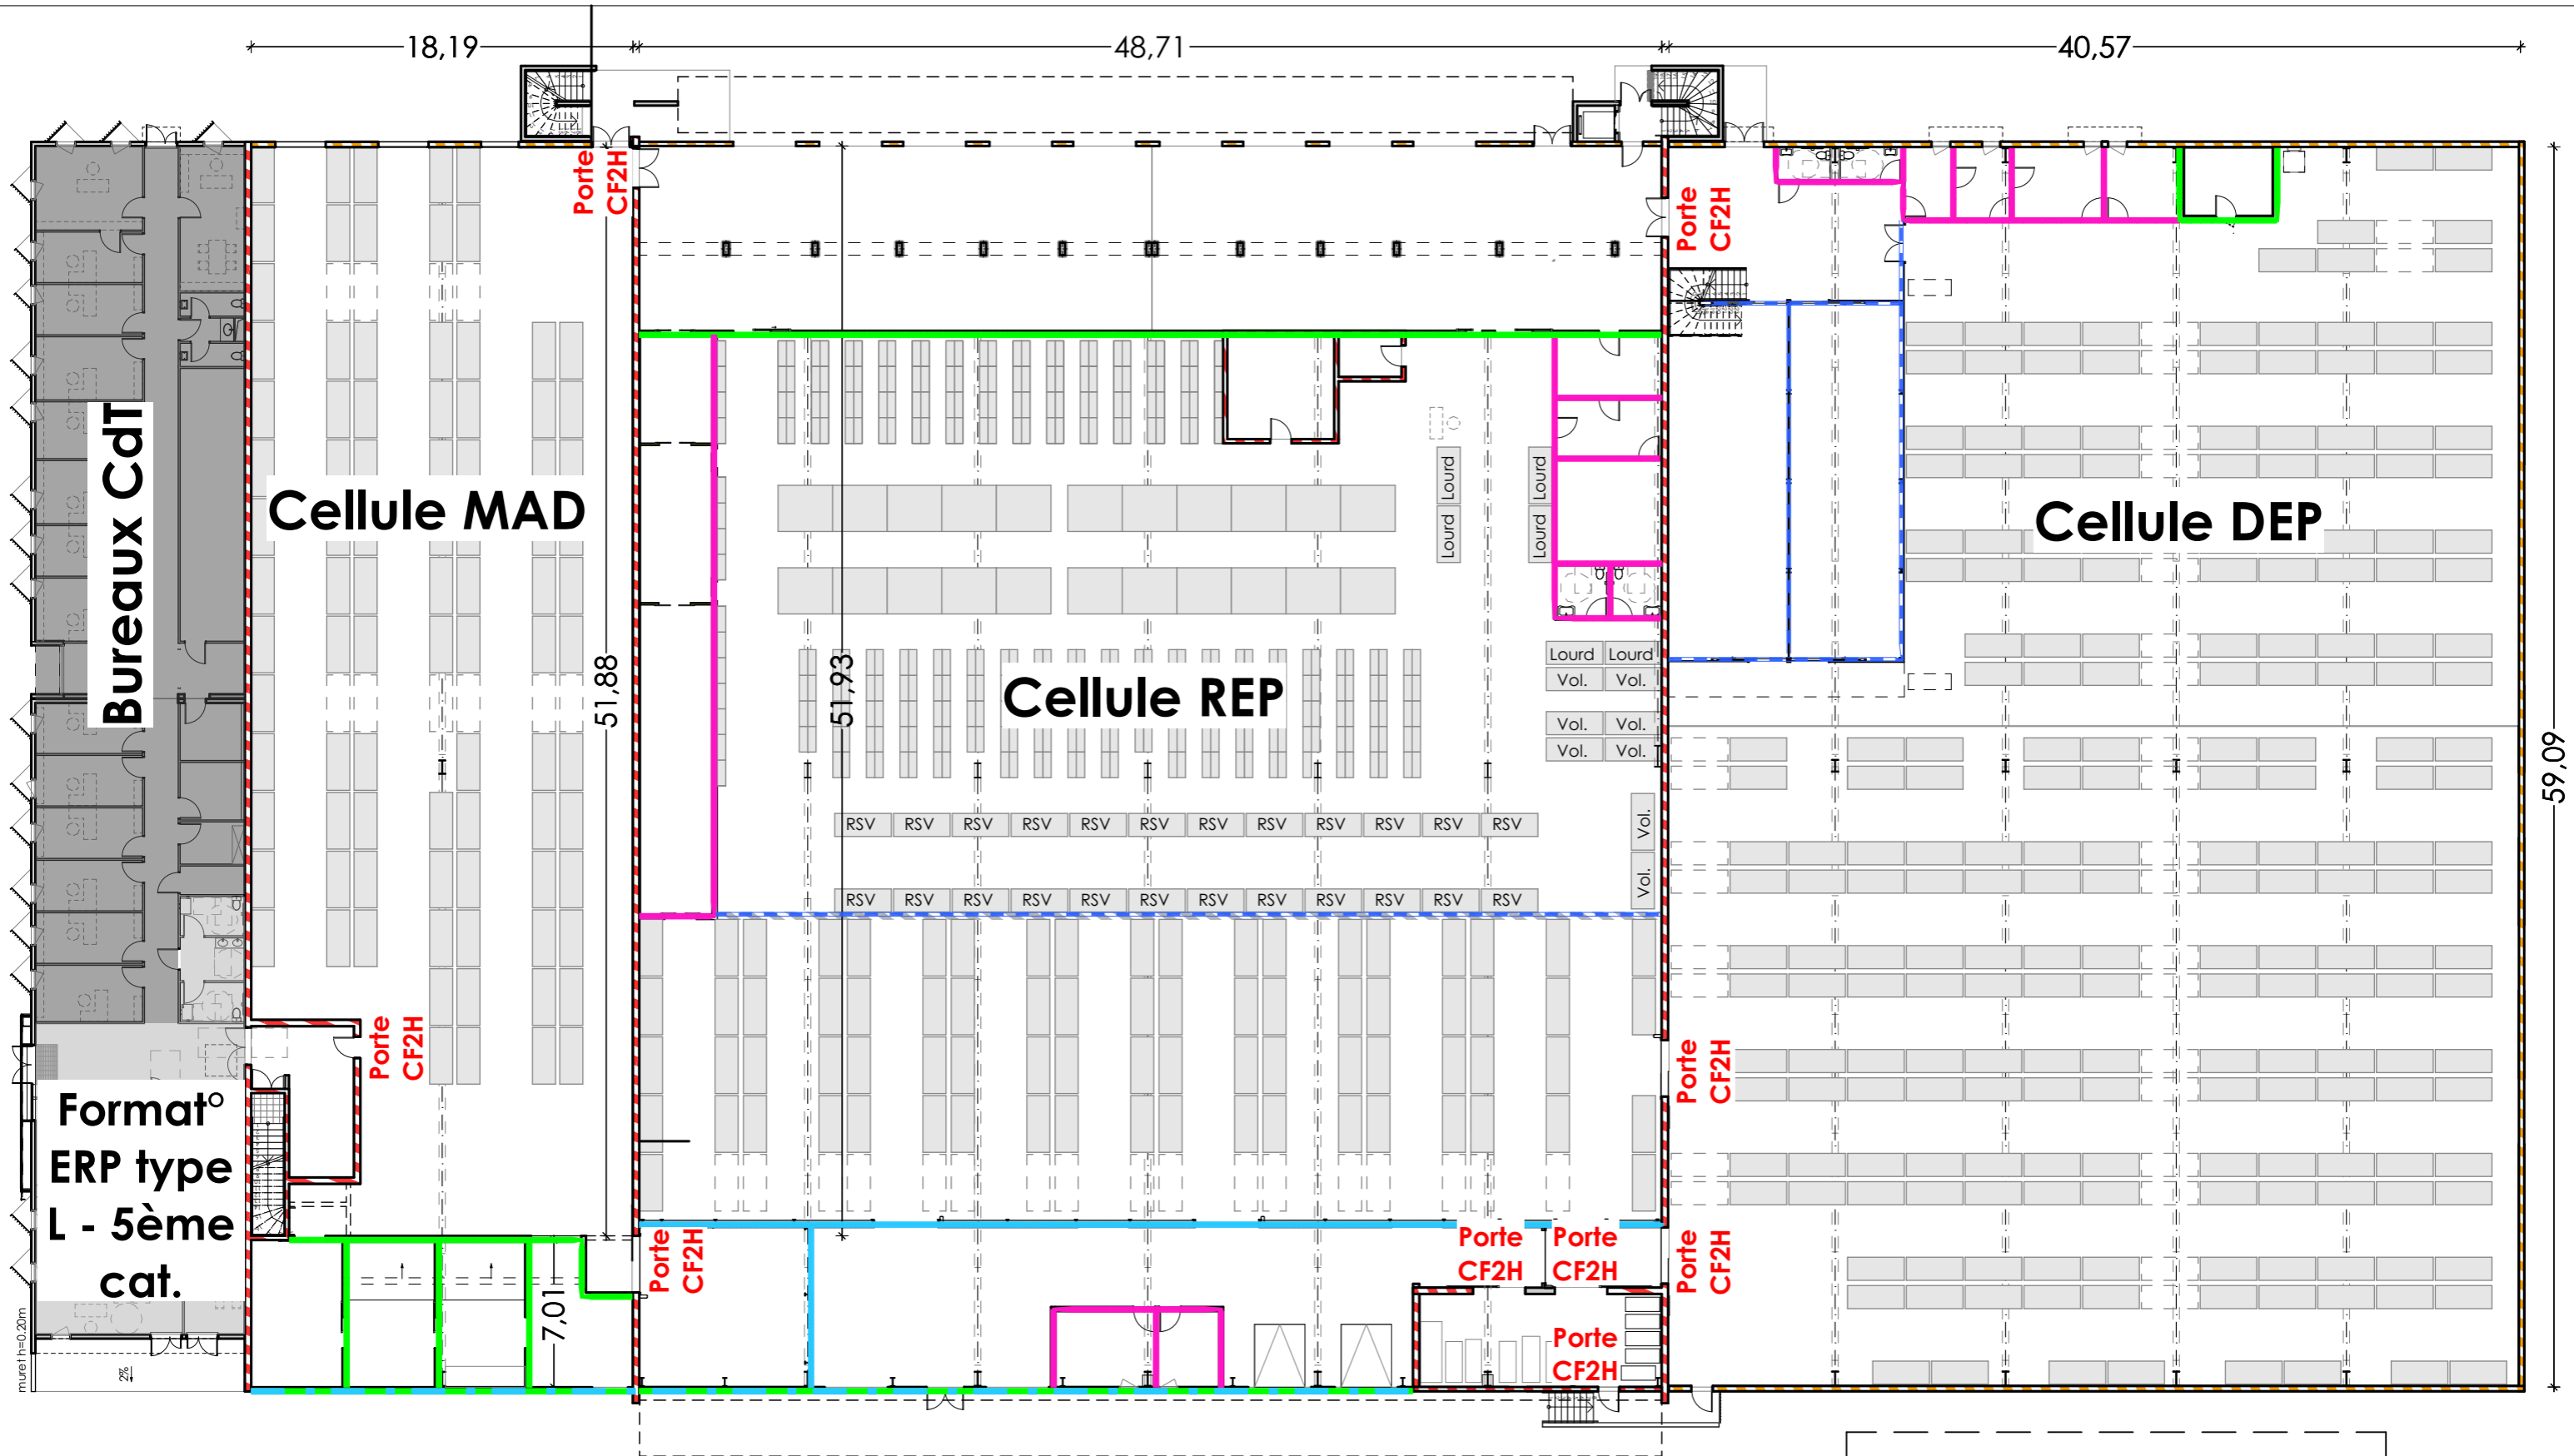 18,19
48,71
40,57
Porte
CF2H
Porte
CF2H
Bureaux CdT
Cellule MAD
Cellule REP
Cellule DEP
Lourd
Lourd
Lourd
Lourd
51,88
51,93
59,09
Lourd Lourd
Vol. Vol.
Vol. Vol.
Vol. Vol.
RSV RSV RSV RSV RSV RSV RSV RSV RSV RSV RSV RSV
Vol.
Vol.
RSV RSV RSV RSV RSV RSV RSV RSV RSV RSV RSV RSV
Porte
CF2H
Porte
CF2H
Format°
ERP type
L - 5ème
cat.
Porte
CF2H
Porte
CF2H
Porte
CF2H
Porte
CF2H
Porte
CF2H
7,01
muret h=0.20m
2%